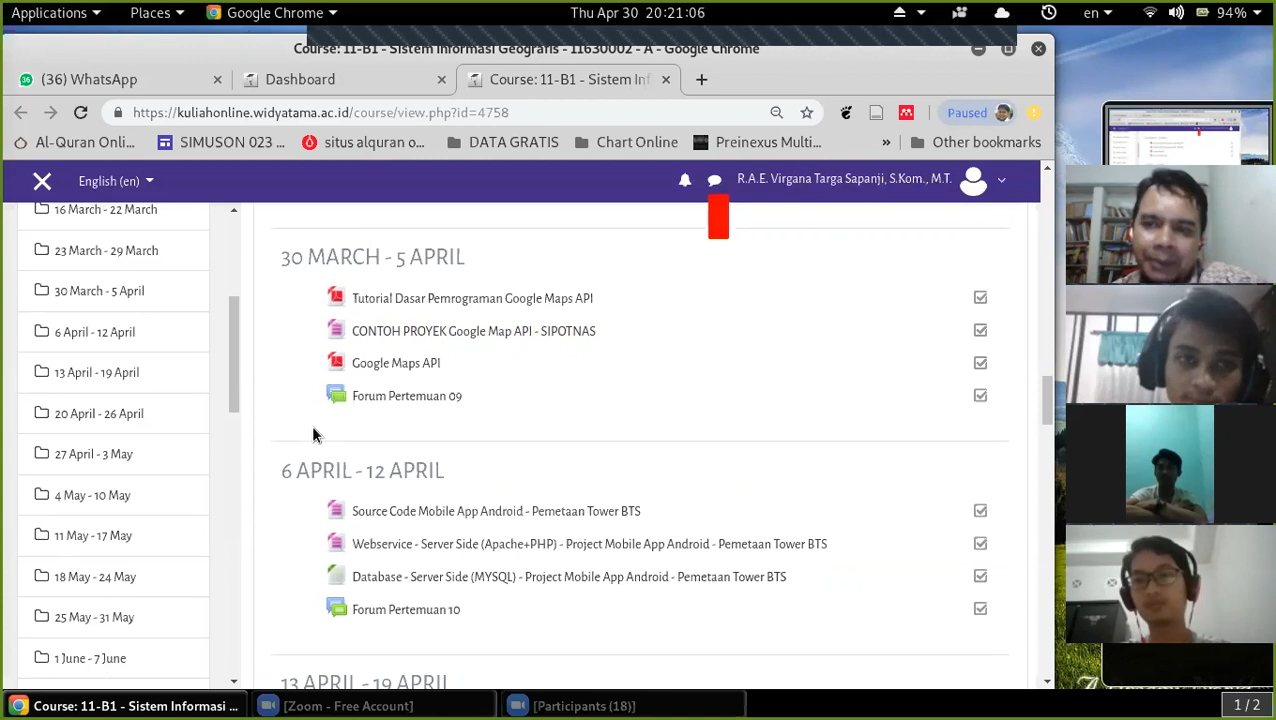 Applications Places Google Chrome Thu Apr 30 20:21:06 en 94%
Course: 11-B1 - Sistem Informasi Geografis - 11630002 - A - Google Chrome
(36) WhatsApp Dashboard Course: 11-B1 - Sistem Inf
https://kuliahonline.widyatama.ac.id/course/view.php?id=4758 Paused
Al-Quran Onli... SIMUSON G23 ... situs alquran Chart Online Other bookmarks
English (en) R.A.E. Virgana Targa Sapanji, S.Kom., M.T.
16 March - 22 March
23 March - 29 March
30 March - 5 April
6 April - 12 April
13 April - 19 April
20 April - 26 April
27 April - 3 May
4 May - 10 May
11 May - 17 May
18 May - 24 May
25 May - 31 May
1 June - 7 June
30 MARCH - 5 APRIL
Tutorial Dasar Pemrograman Google Maps API
CONTOH PROYEK Google Map API - SIPOTNAS
Google Maps API
Forum Pertemuan 09
6 APRIL - 12 APRIL
Source Code Mobile App Android - Pemetaan Tower BTS
Webservice - Server Side (Apache+PHP) - Project Mobile App Android - Pemetaan Tower BTS
Database - Server Side (MYSQL) - Project Mobile App Android - Pemetaan Tower BTS
Forum Pertemuan 10
13 APRIL - 19 APRIL
Course: 11-B1 - Sistem Informasi ... [Zoom - Free Account] [Participants (18)] 1 / 2